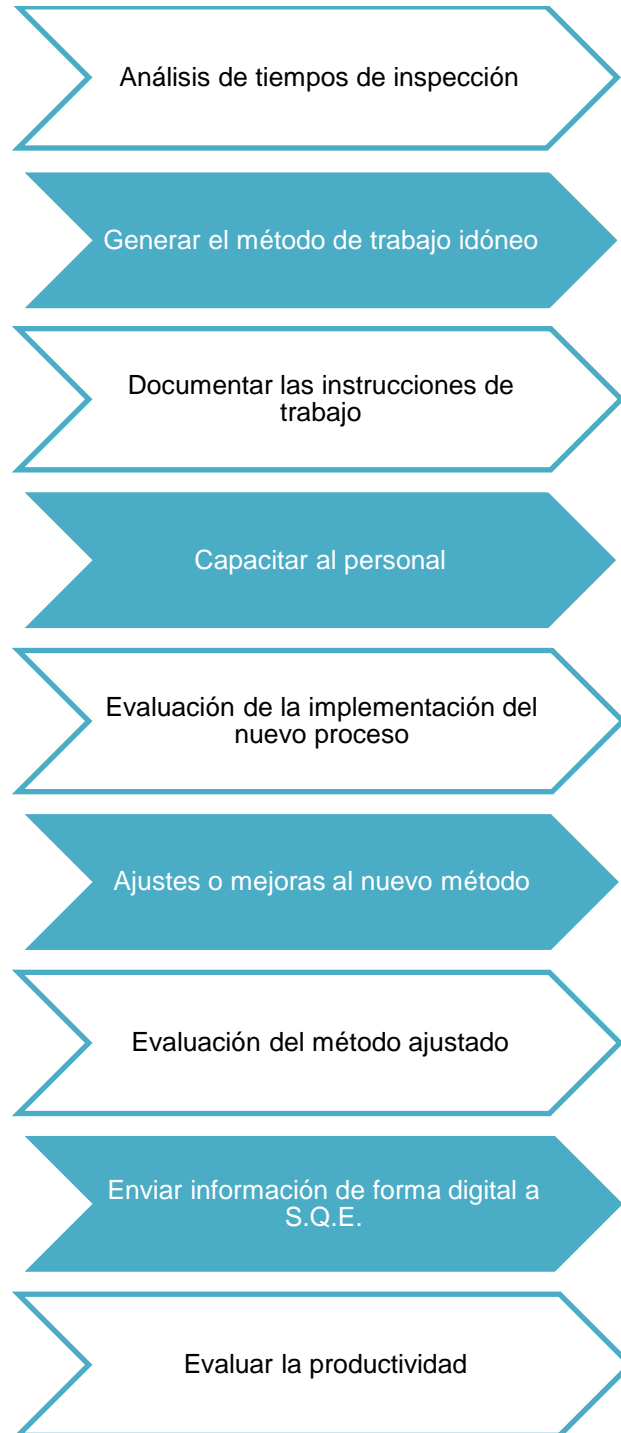 Análisis de tiempos de inspección
Generar el método de trabajo idóneo
Documentar las instrucciones de
trabajo
Capacitar al personal
Evaluación de la implementación del
nuevo proceso
Ajustes o mejoras al nuevo método
Evaluación del método ajustado
Enviar información de forma digital a
S.Q.E.
Evaluar la productividad